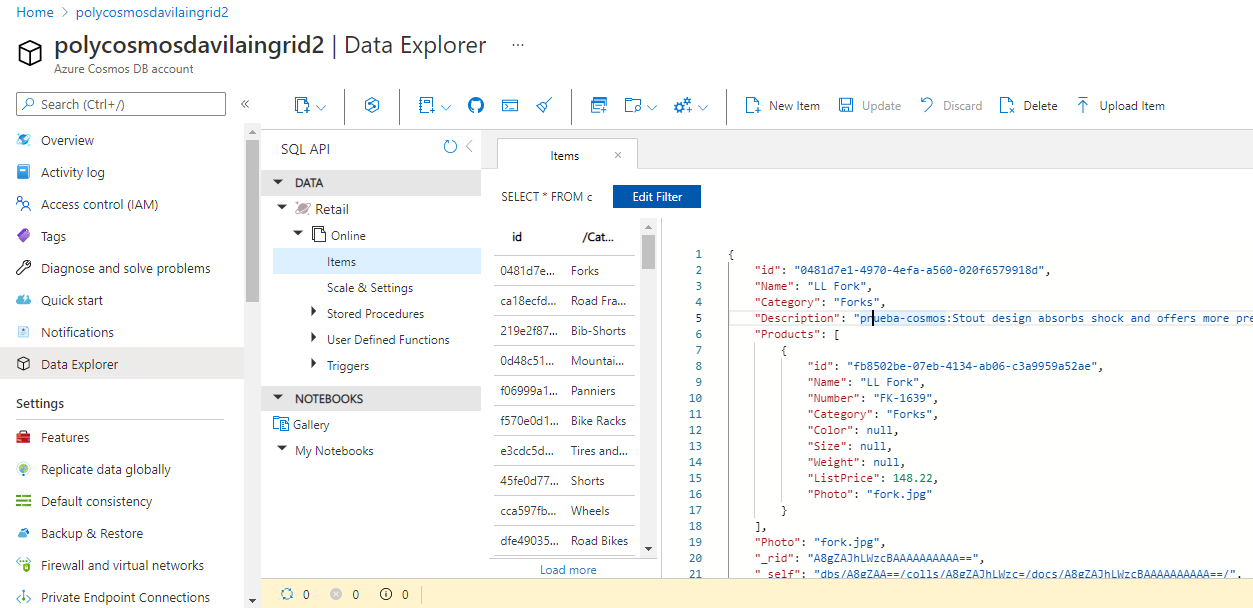 Home > polycosmosdavilaingrid2
polycosmosdavilaingrid2 | Data Explorer ...
Azure Cosmos DB account
Search (Ctrl+/)
Overview
Activity log
Access control (IAM)
Tags
Diagnose and solve problems
Quick start
Notifications
Data Explorer
Settings
Features
Replicate data globally
Default consistency
Backup & Restore
Firewall and virtual networks
Private Endpoint Connections
New Item Update Discard Delete Upload Item
SQL API
DATA
Retail
Online
Items
Scale & Settings
Stored Procedures
User Defined Functions
Triggers
NOTEBOOKS
Gallery
My Notebooks
Items
SELECT * FROM c Edit Filter
id /Cat...
0481d7e... Forks
ca18ecfd... Road Fra...
219e2f87... Bib-Shorts
0d48c51... Mountai...
f06999a1... Panniers
f570e0d1... Bike Racks
e3cdc5d... Tires and...
45fe0d77... Shorts
cca597fb... Wheels
dfe49035... Road Bikes
Load more
1 {
2 "id": "0481d7e1-4970-4efa-a560-020f6579918d",
3 "Name": "LL Fork",
4 "Category": "Forks",
5 "Description": "prueba-cosmos:Stout design absorbs shock and offers more pre
6 "Products": [
7 {
8 "id": "fb8502be-07eb-4134-ab06-c3a9959a52ae",
9 "Name": "LL Fork",
10 "Number": "FK-1639",
11 "Category": "Forks",
12 "Color": null,
13 "Size": null,
14 "Weight": null,
15 "ListPrice": 148.22,
16 "Photo": "fork.jpg"
17 }
18 ],
19 "Photo": "fork.jpg",
20 "_rid": "A8gZAJhLWzcBAAAAAAAAAA==",
21 "_self": "dbs/A8gZAA==/colls/A8gZAJhLWzc=/docs/A8gZAJhLWzcBAAAAAAAAAA==/",
0 0 0